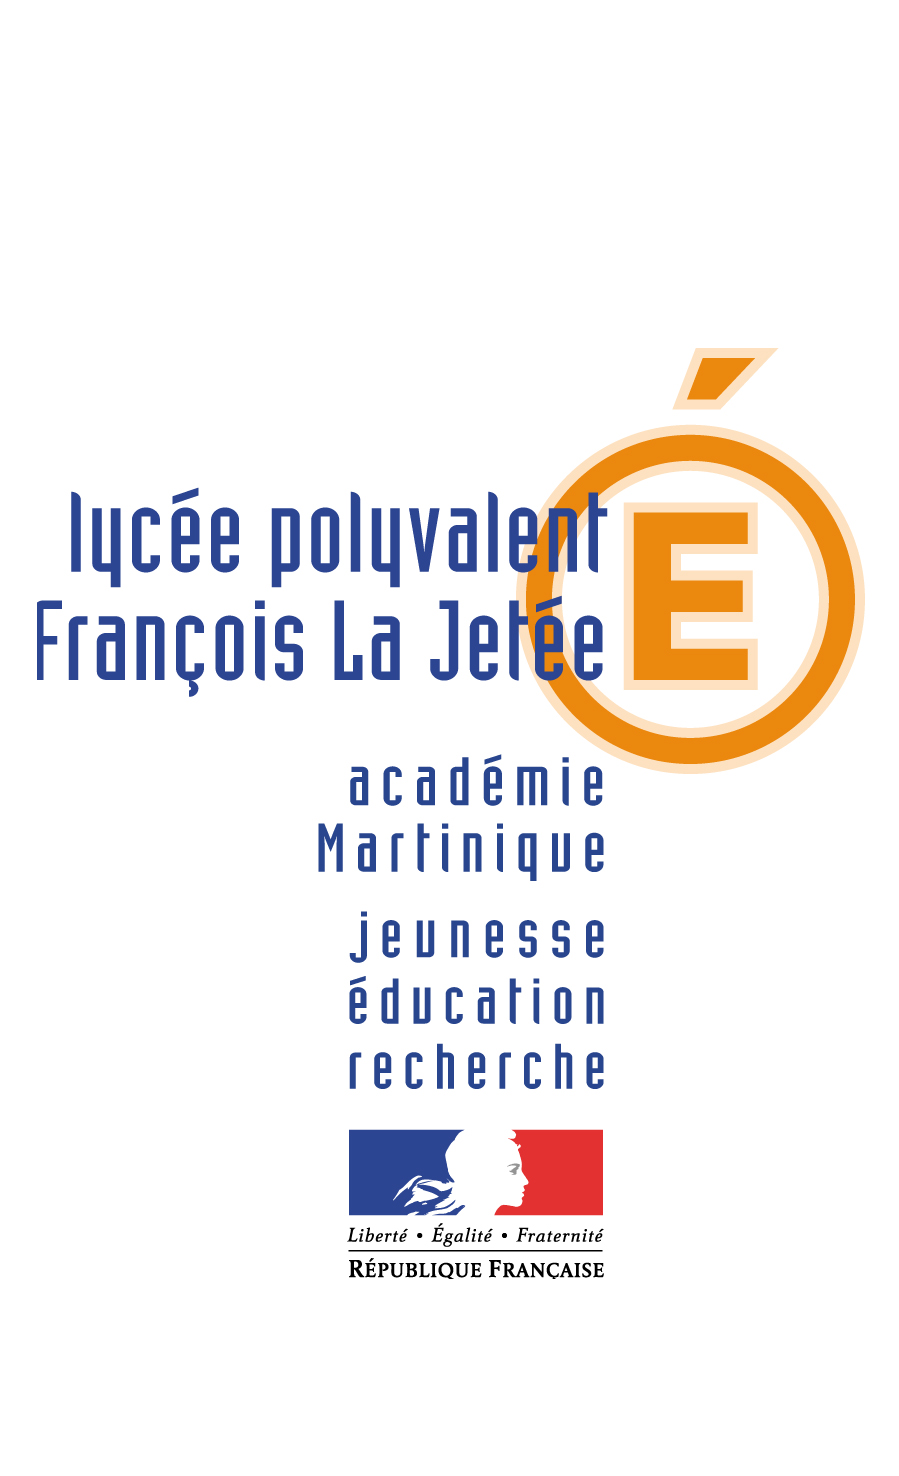 É
lycée polyvalent
François La Jetée
académie
Martinique
jeunesse
éducation
recherche
Liberté • Égalité • Fraternité
RÉPUBLIQUE FRANÇAISE